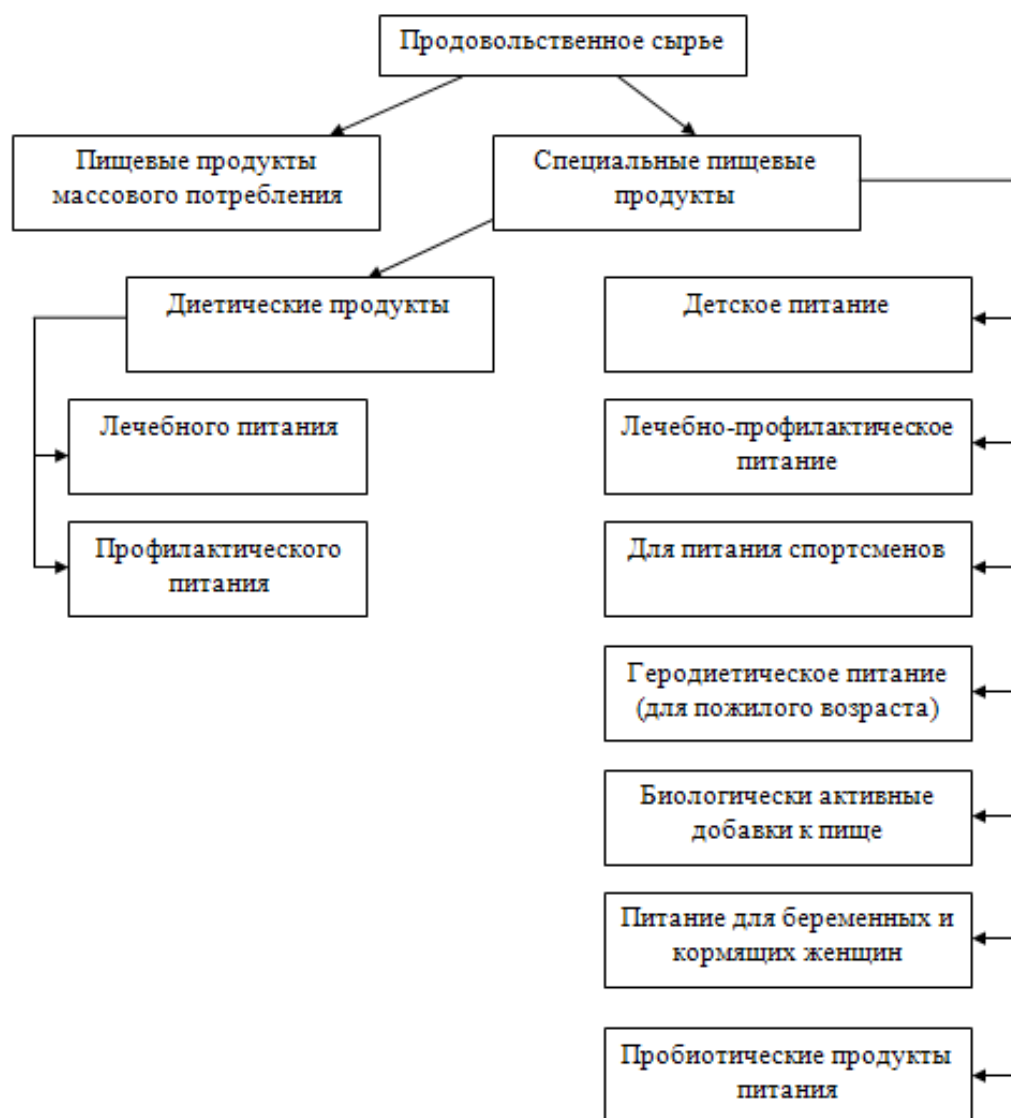 Продовольственное сырье
Пищевые продукты
массового потребления
Специальные пищевые
продукты
Диетические продукты
Детское питание
Лечебного питания
Лечебно-профилактическое
питание
Профилактического
питания
Для питания спортсменов
Геродиетическое питание
(для пожилого возраста)
Биологически активные
добавки к пище
Питание для беременных и
кормящих женщин
Пробиотические продукты
питания